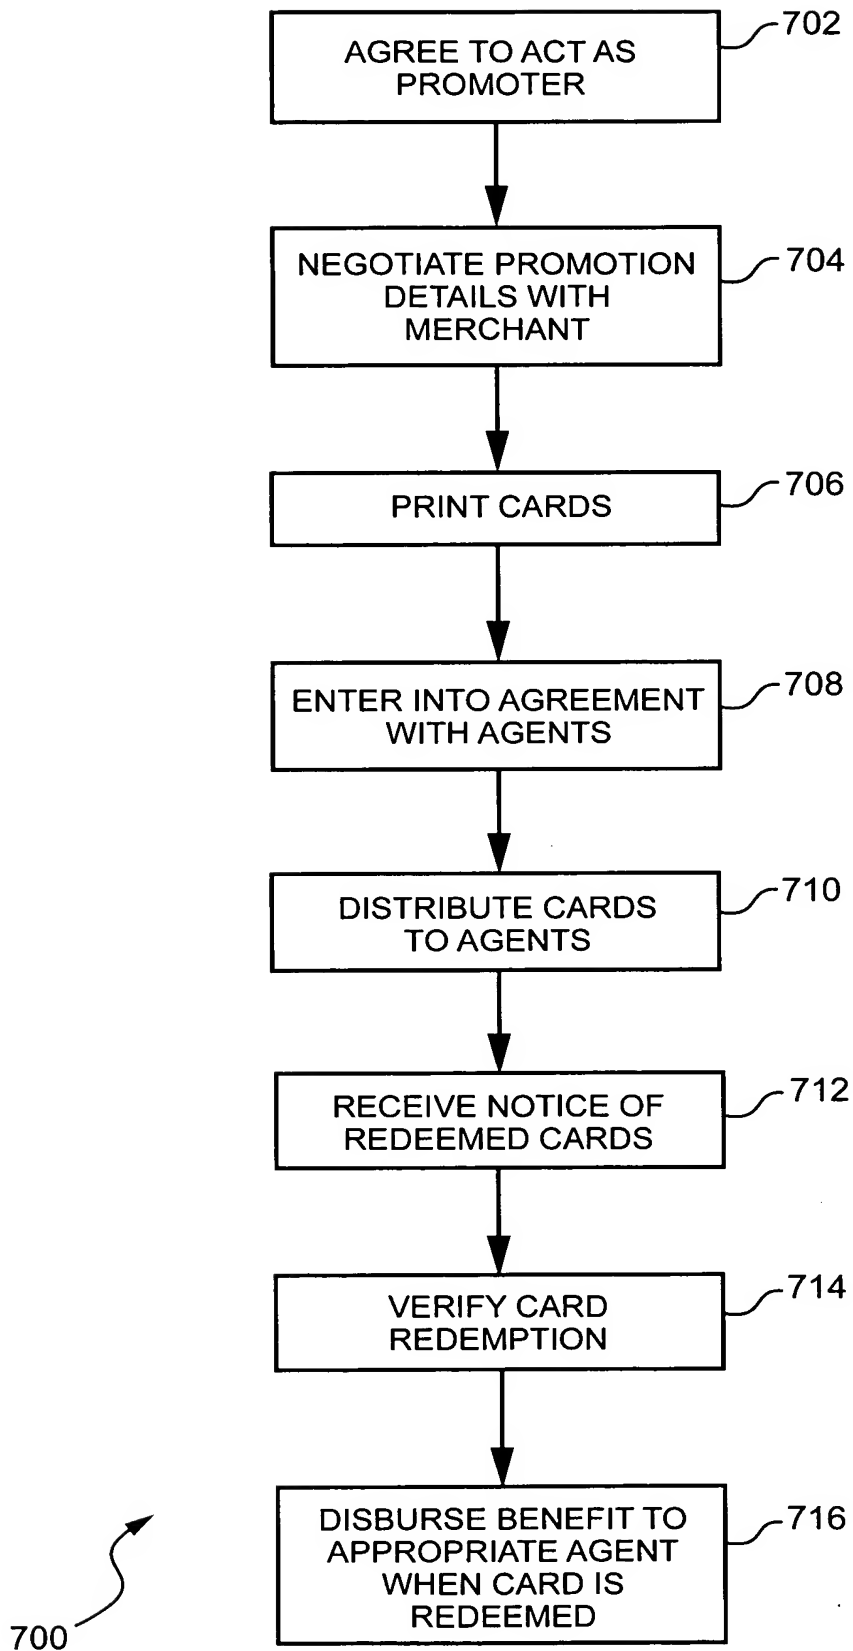 702
AGREE TO ACT AS
PROMOTER
704
NEGOTIATE PROMOTION
DETAILS WITH
MERCHANT
706
PRINT CARDS
708
ENTER INTO AGREEMENT
WITH AGENTS
710
DISTRIBUTE CARDS
TO AGENTS
712
RECEIVE NOTICE OF
REDEEMED CARDS
714
VERIFY CARD
REDEMPTION
716
DISBURSE BENEFIT TO
APPROPRIATE AGENT
WHEN CARD IS
REDEEMED
700